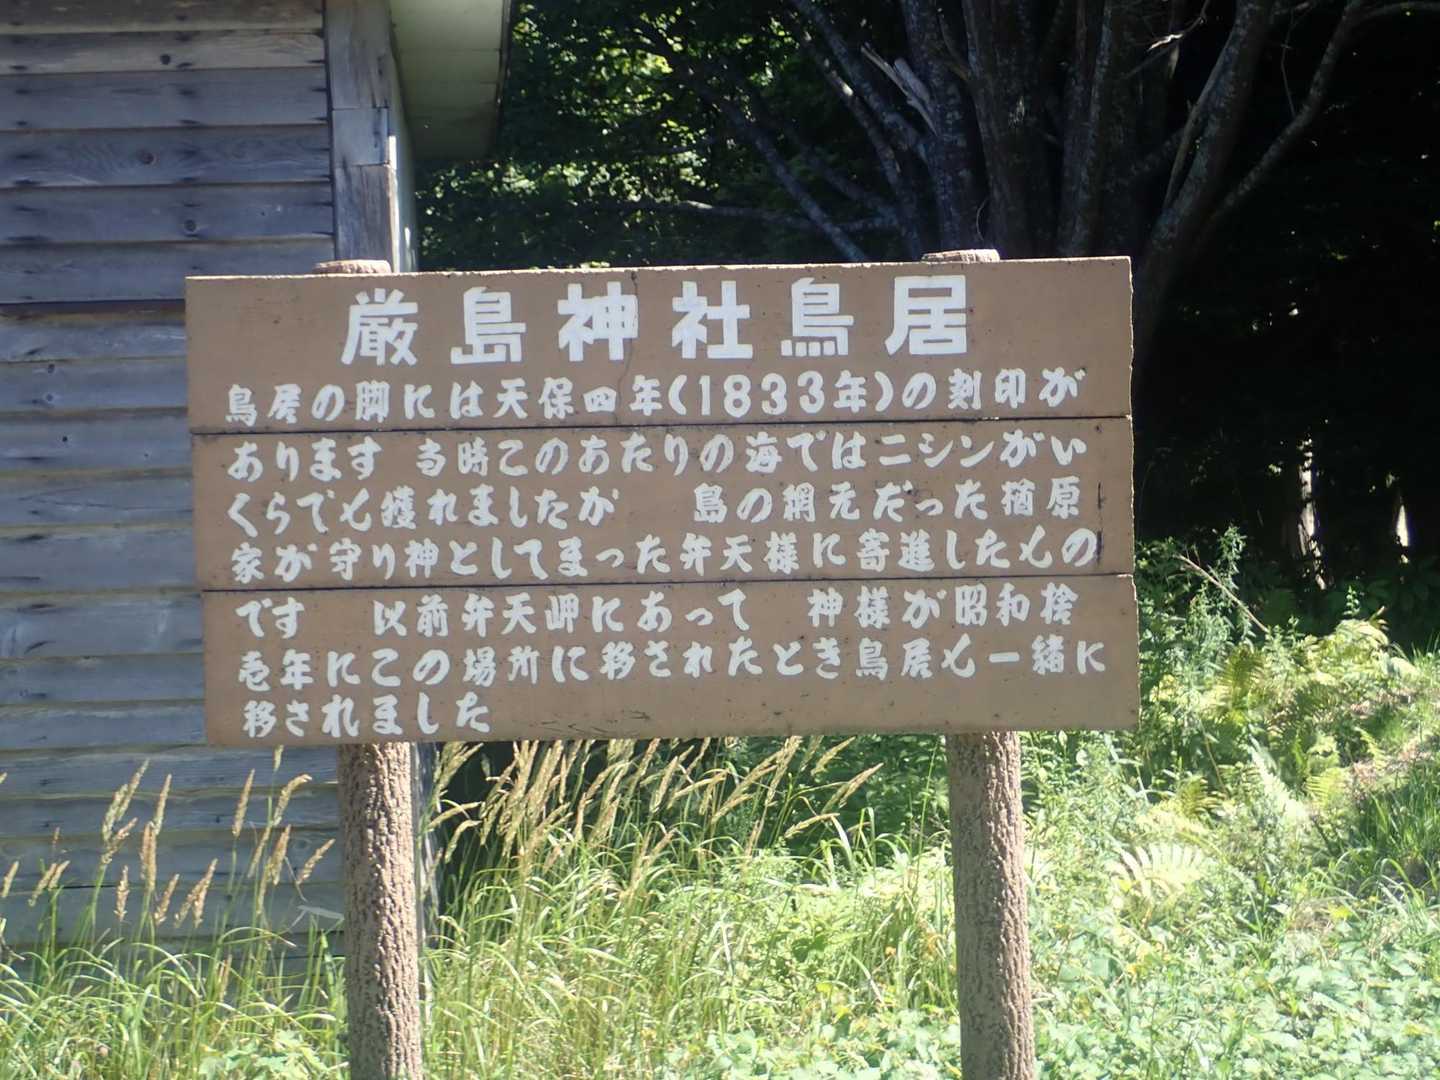 厳島神社鳥居
鳥居の脚には天保四年(1833年)の刻印が
あります 当時このあたりの海ではニシンがい
くらでも獲れましたが 島の網元だった楢原
家が守り神としてまつった弁天様に寄進したもの
です 以前弁天岬にあって 神様が昭和拾
壱年にこの場所に移されたとき鳥居も一緒に
移されました